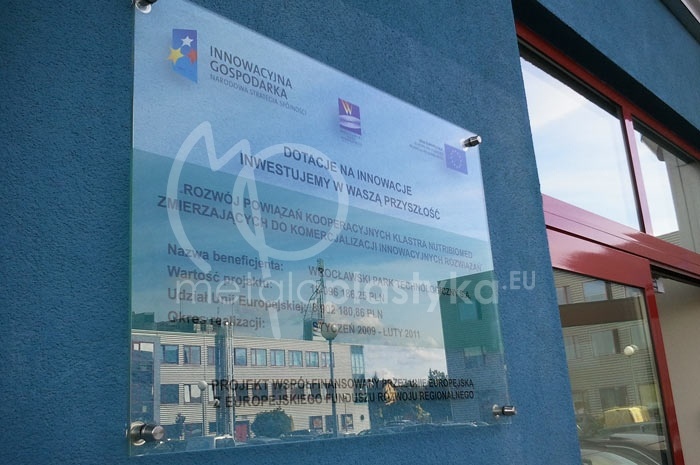 INNOWACYJNA
GOSPODARKA
NARODOWA STRATEGIA SPÓJNOŚCI
DOTACJE NA INNOWACJE
INWESTUJEMY W WASZĄ PRZYSZŁOŚĆ
„ROZWÓJ POWIĄZAŃ KOOPERACYJNYCH KLASTRA NUTRIBIOMED
ZMIERZAJĄCYCH DO KOMERCJALIZACJI INNOWACYJNYCH ROZWIĄZAŃ
Nazwa beneficjenta: WROCŁAWSKI PARK TECHNOLOGICZNY
Wartość projektu: PLN
Udział Unii Europejskiej: 180,86 PLN
Okres realizacji: STYCZEŃ 2009 - LUTY 2011
metaloplastyka.EU
PROJEKT WSPÓŁFINANSOWANY PRZEZ UNIĘ EUROPEJSKĄ
Z EUROPEJSKIEGO FUNDUSZU ROZWOJU REGIONALNEGO